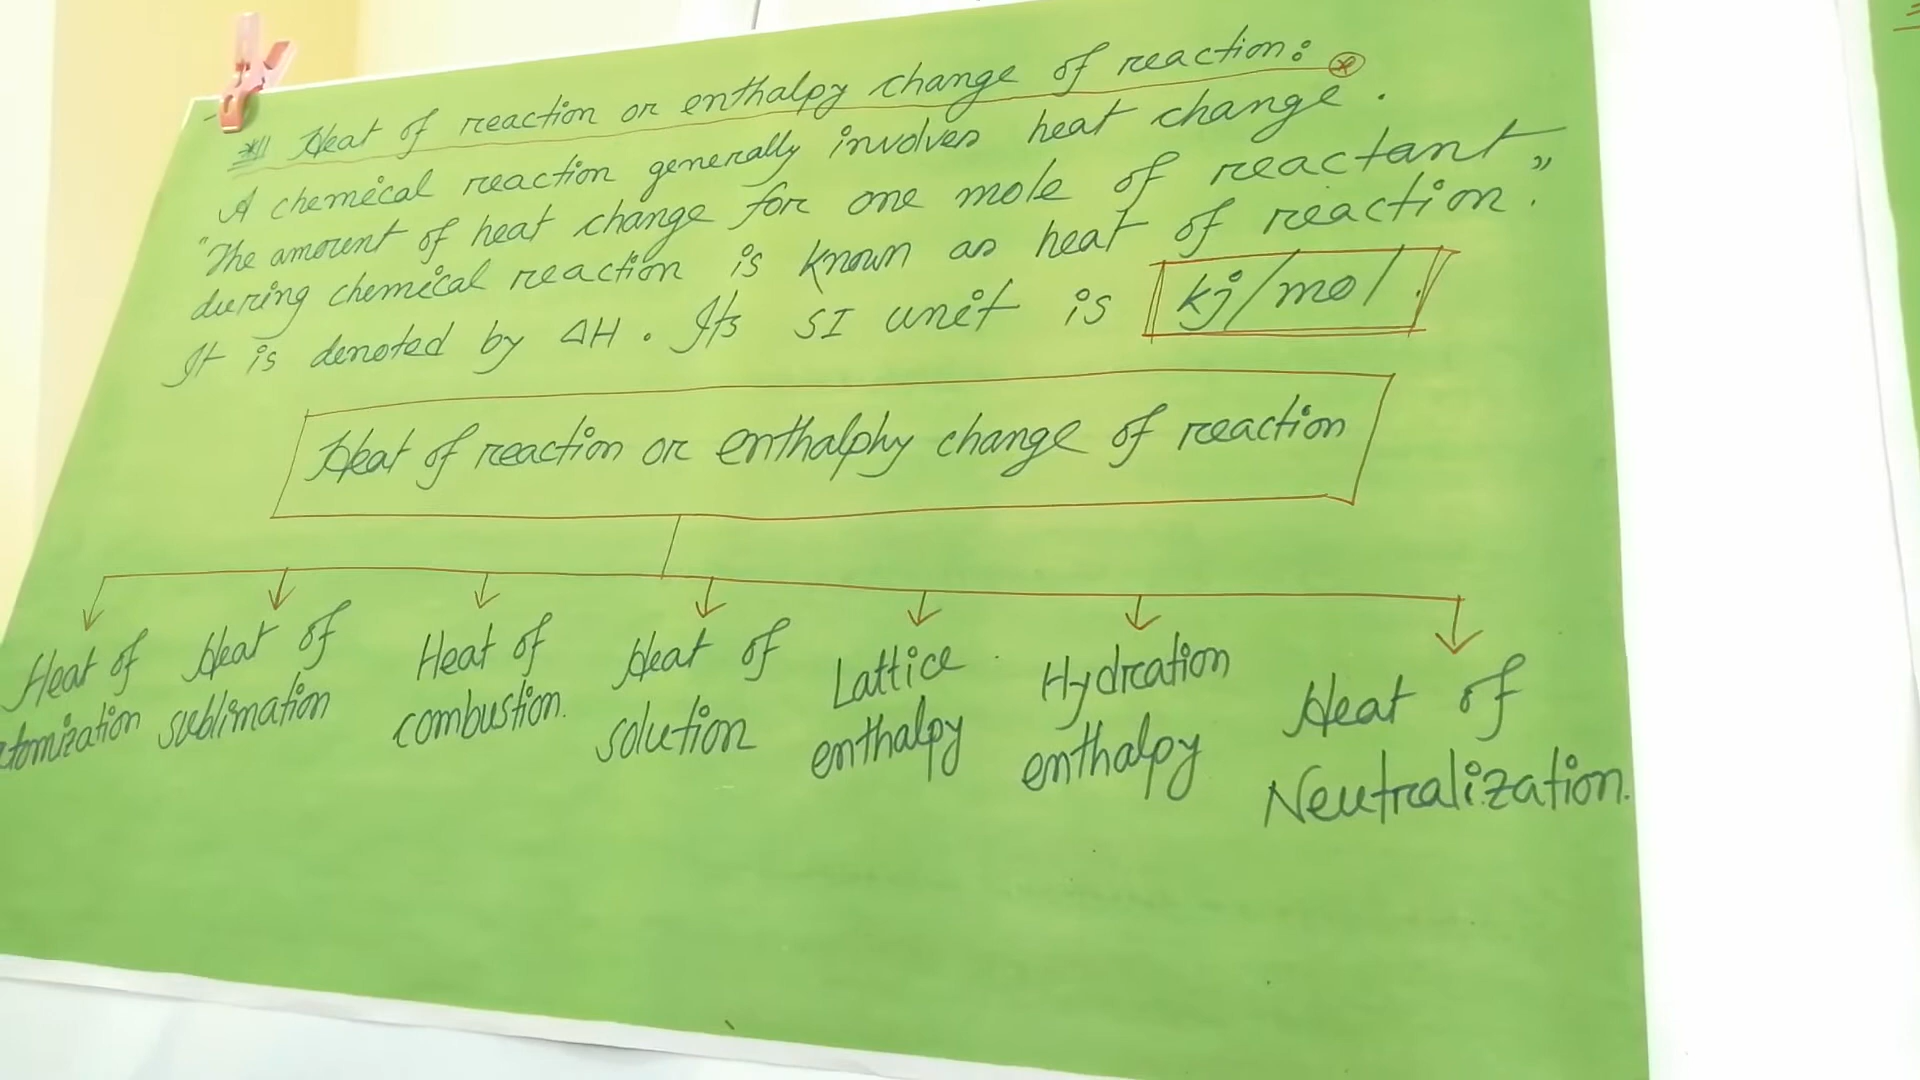 Heat of reaction or enthalpy change of reaction:
A chemical reaction generally involves heat change.
"The amount of heat change for one mole of reactant
during chemical reaction is known as heat of reaction."
It is denoted by ΔH. Its SI unit is kj/mol.
Heat of reaction or enthalphy change of reaction
Heat of
atomization
Heat of
sublimation
Heat of
combustion.
Heat of
solution
Lattice
enthalpy
Hydration
enthalpy
Heat of
Neutralization.